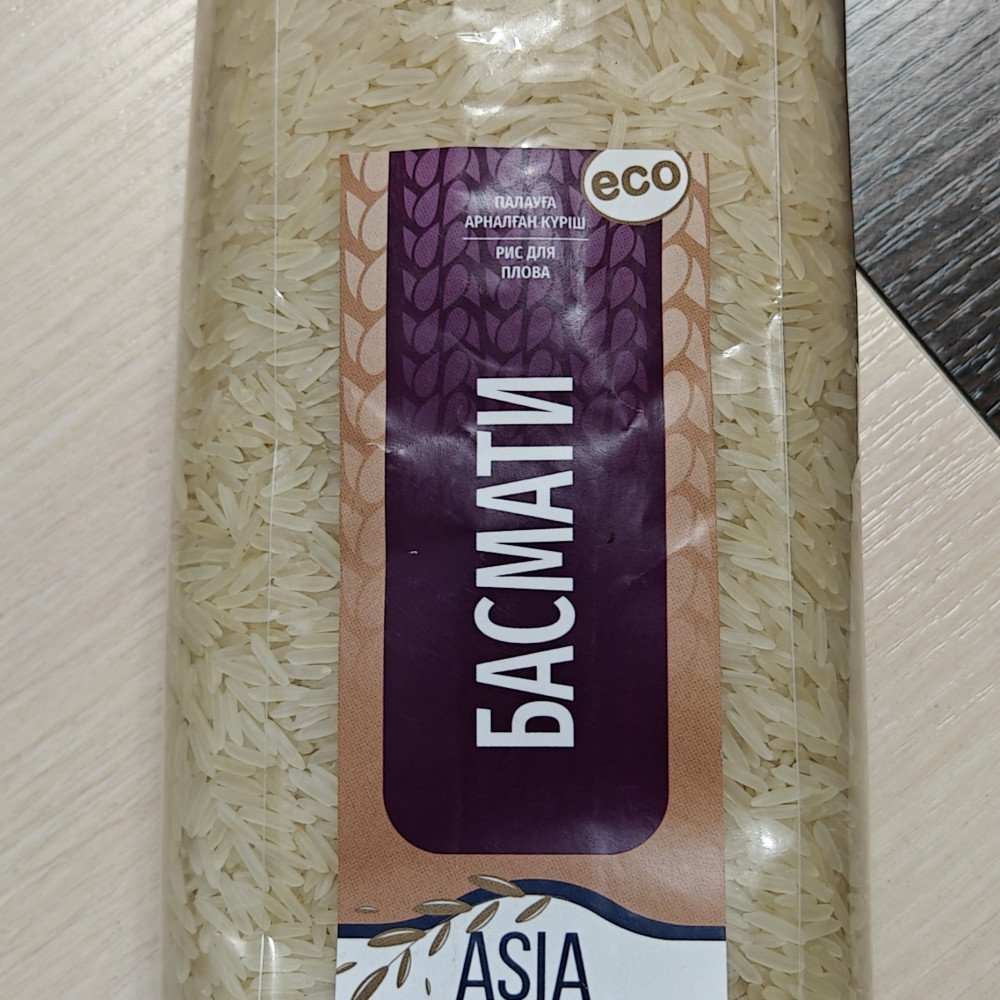 eco
ПАЛАУҒА
АРНАЛҒАН КҮРІШ
РИС ДЛЯ
ПЛОВА
БАСМАТИ
ASIA